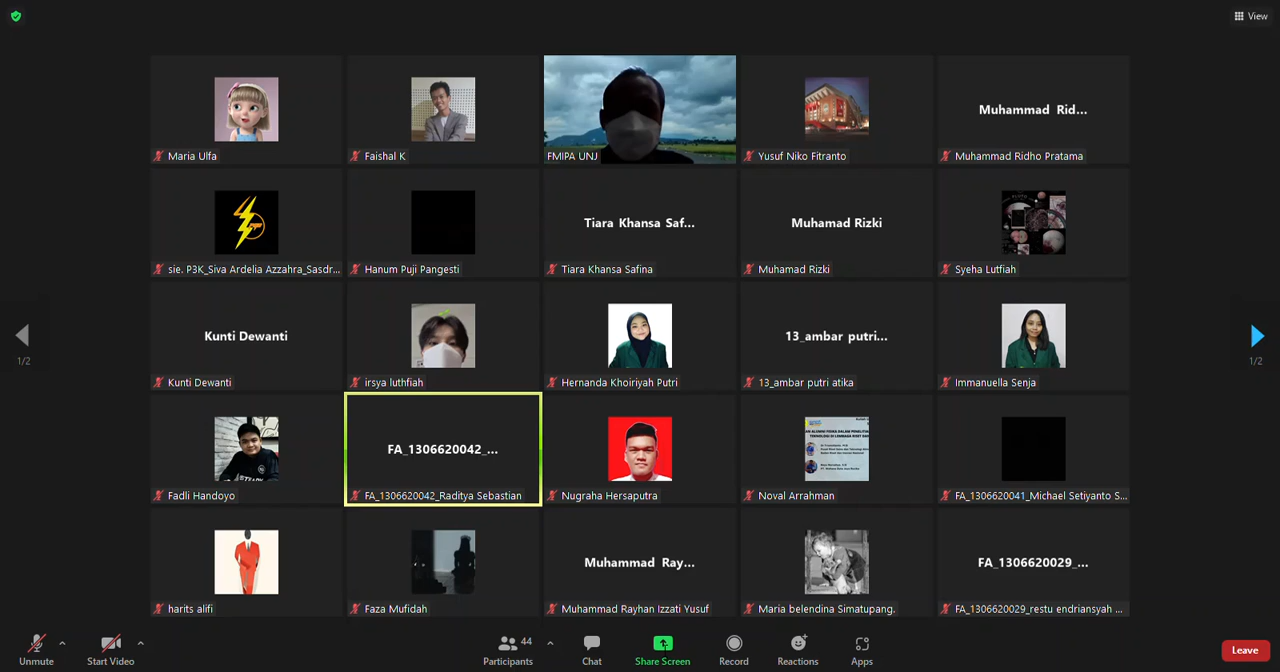 View
Maria Ulfa
Faishal K
FMIPA UNJ
Yusuf Niko Fitranto
Muhammad Rid...
Muhammad Ridho Pratama
sie. P3K_Siva Ardelia Azzahra_Sasdr...
Hanum Puji Pangesti
Tiara Khansa Saf...
Tiara Khansa Safina
Muhamad Rizki
Muhamad Rizki
Syeha Lutfiah
1/2
1/2
Kunti Dewanti
Kunti Dewanti
irsya luthfiah
Hernanda Khoiriyah Putri
13_ambar putri...
13_ambar putri atika
Immanuella Senja
Fadli Handoyo
FA_1306620042_...
FA_1306620042_Raditya Sebastian
Nugraha Hersaputra
Noval Arrahman
FA_1306620041_Michael Setiyanto S...
harits alifi
Faza Mufidah
Muhammad Ray...
Muhammad Rayhan Izzati Yusuf
Maria belendina Simatupang.
FA_1306620029_...
FA_1306620029_restu endriansyah ...
Unmute
Start Video
44
Participants
Chat
Share Screen
Record
Reactions
Apps
Leave